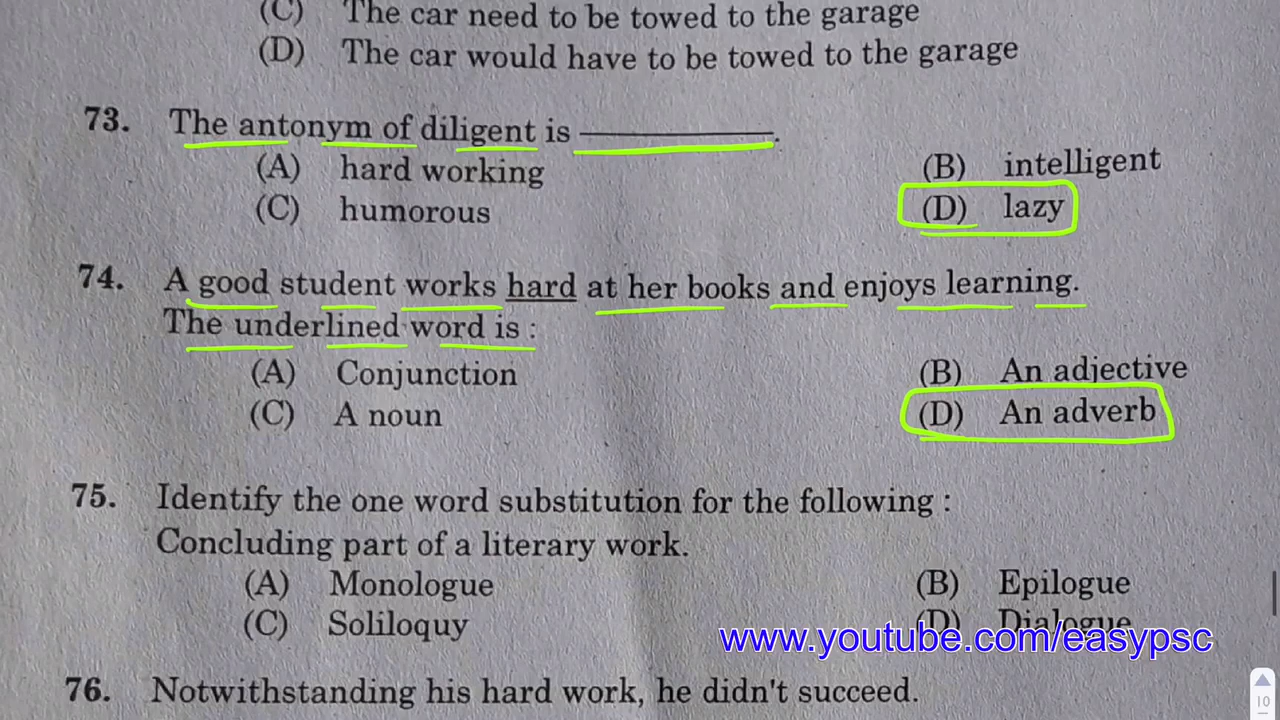 (C) The car need to be towed to the garage
(D) The car would have to be towed to the garage
73. The antonym of diligent is ______.
(A) hard working (B) intelligent
(C) humorous (D) lazy
74. A good student works hard at her books and enjoys learning.
The underlined word is :
(A) Conjunction (B) An adjective
(C) A noun (D) An adverb
75. Identify the one word substitution for the following :
Concluding part of a literary work.
(A) Monologue (B) Epilogue
(C) Soliloquy (D) Dialogue
www.youtube.com/easypsc
76. Notwithstanding his hard work, he didn't succeed.
10